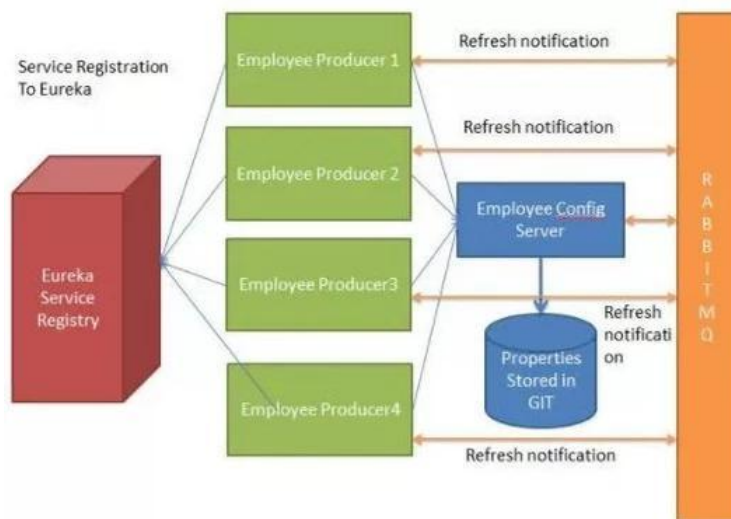 Service Registration
To Eureka
Eureka
Service
Registry
Employee Producer 1
Employee Producer 2
Employee Producer3
Employee Producer4
Refresh notification
Refresh notification
Employee Config
Server
Properties
Stored in
GIT
Refresh
notificati
on
Refresh notification
R
A
B
B
I
T
M
Q